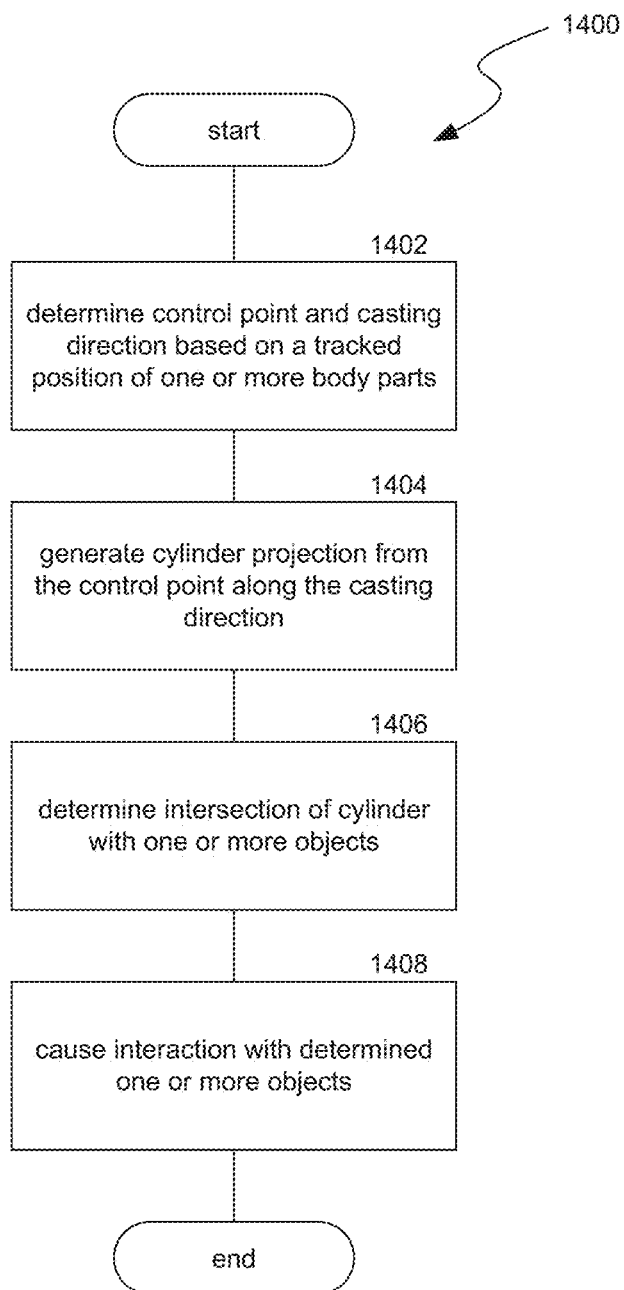 1400
start
1402
determine control point and casting
direction based on a tracked
position of one or more body parts
1404
generate cylinder projection from
the control point along the casting
direction
1406
determine intersection of cylinder
with one or more objects
1408
cause interaction with determined
one or more objects
end